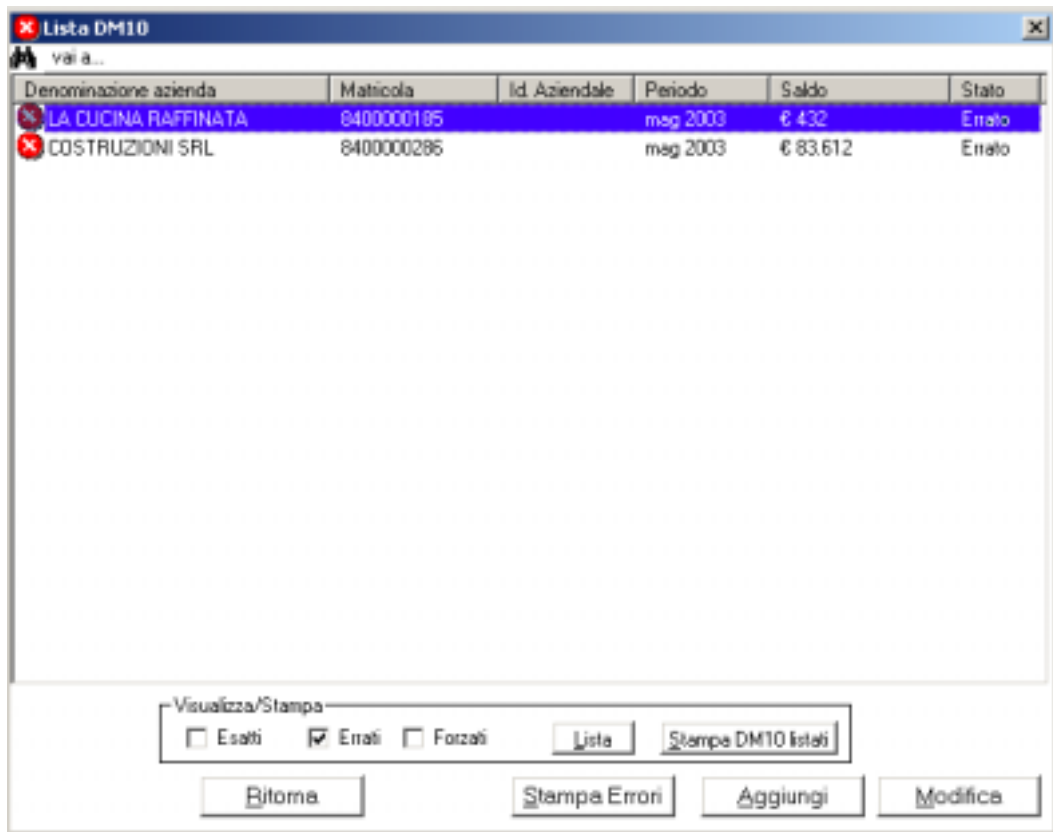 Lista DM10
vai a...
Denominazione azienda Matricola Id. Aziendale Periodo Saldo Stato
LA CUCINA RAFFINATA 8400000185 mag 2003 € 432 Errato
COSTRUZIONI SRL 8400000286 mag 2003 € 83.612 Errato
Visualizza/Stampa
Esatti Errati Forzati Lista Stampa DM10 listati
Ritorna Stampa Errori Aggiungi Modifica